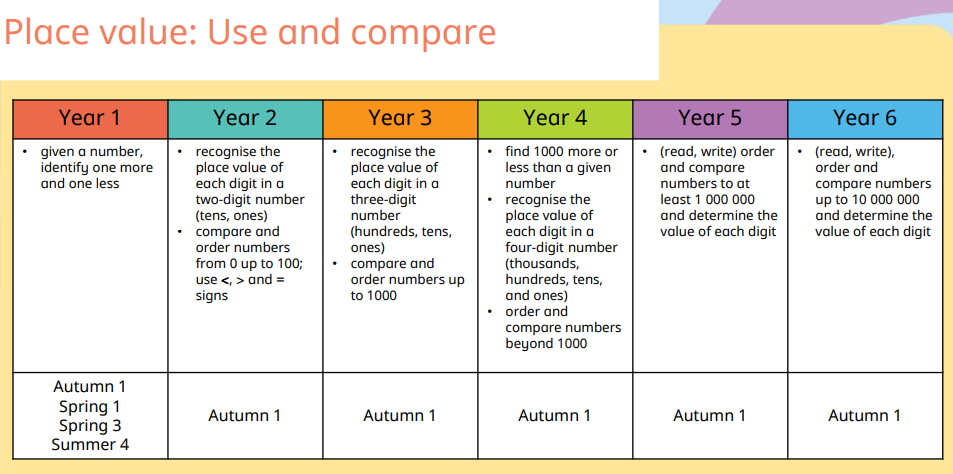 Place value: Use and compare
Year 1
Year 2
Year 3
Year 4
Year 5
Year 6
• given a number,
identify one more
and one less
• recognise the
place value of
each digit in a
two-digit number
(tens, ones)
• compare and
order numbers
from 0 up to 100;
use <, > and =
signs
• recognise the
place value of
each digit in a
three-digit
number
(hundreds, tens,
ones)
• compare and
order numbers up
to 1000
• find 1000 more or
less than a given
number
• recognise the
place value of
each digit in a
four-digit number
(thousands,
hundreds, tens,
and ones)
• order and
compare numbers
beyond 1000
• (read, write) order
and compare
numbers to at
least 1 000 000
and determine the
value of each digit
• (read, write),
order and
compare numbers
up to 10 000 000
and determine the
value of each digit
Autumn 1
Spring 1
Spring 3
Summer 4
Autumn 1
Autumn 1
Autumn 1
Autumn 1
Autumn 1